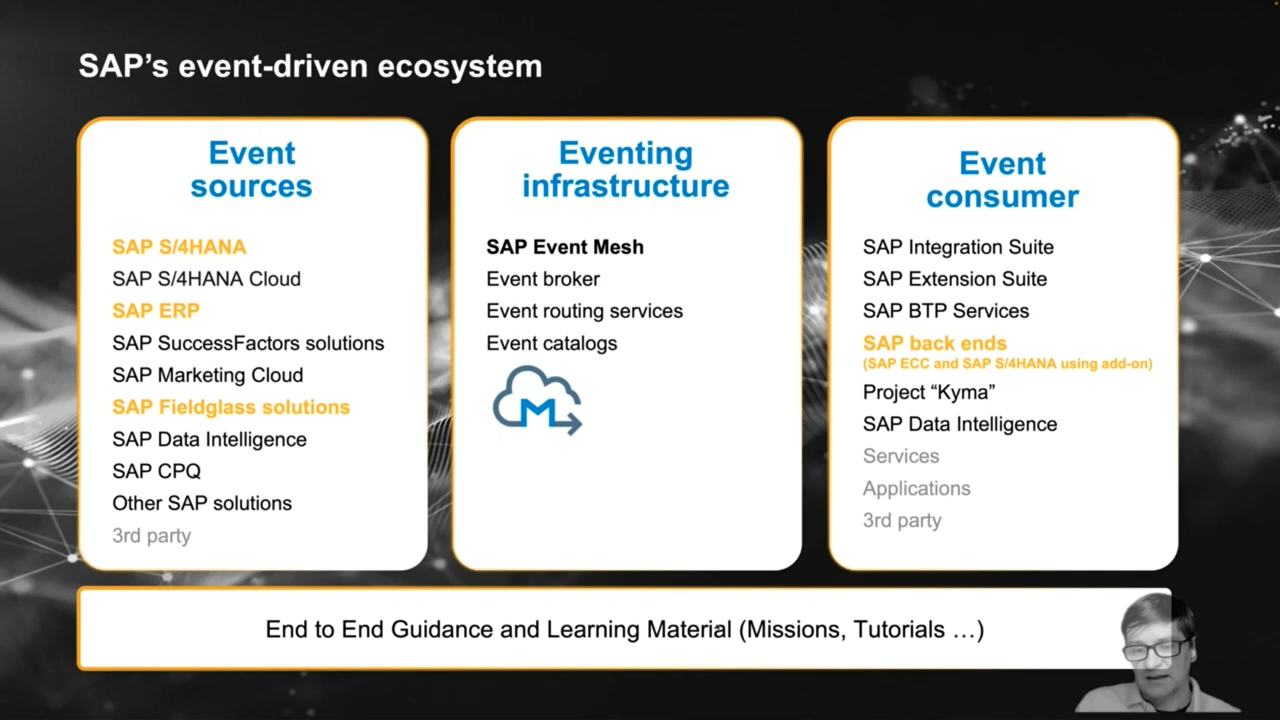 SAP’s event-driven ecosystem
Event
sources
SAP S/4HANA
SAP S/4HANA Cloud
SAP ERP
SAP SuccessFactors solutions
SAP Marketing Cloud
SAP Fieldglass solutions
SAP Data Intelligence
SAP CPQ
Other SAP solutions
3rd party
Eventing
infrastructure
SAP Event Mesh
Event broker
Event routing services
Event catalogs
M
Event
consumer
SAP Integration Suite
SAP Extension Suite
SAP BTP Services
SAP back ends
(SAP ECC and SAP S/4HANA using add-on)
Project “Kyma”
SAP Data Intelligence
Services
Applications
3rd party
End to End Guidance and Learning Material (Missions, Tutorials …)